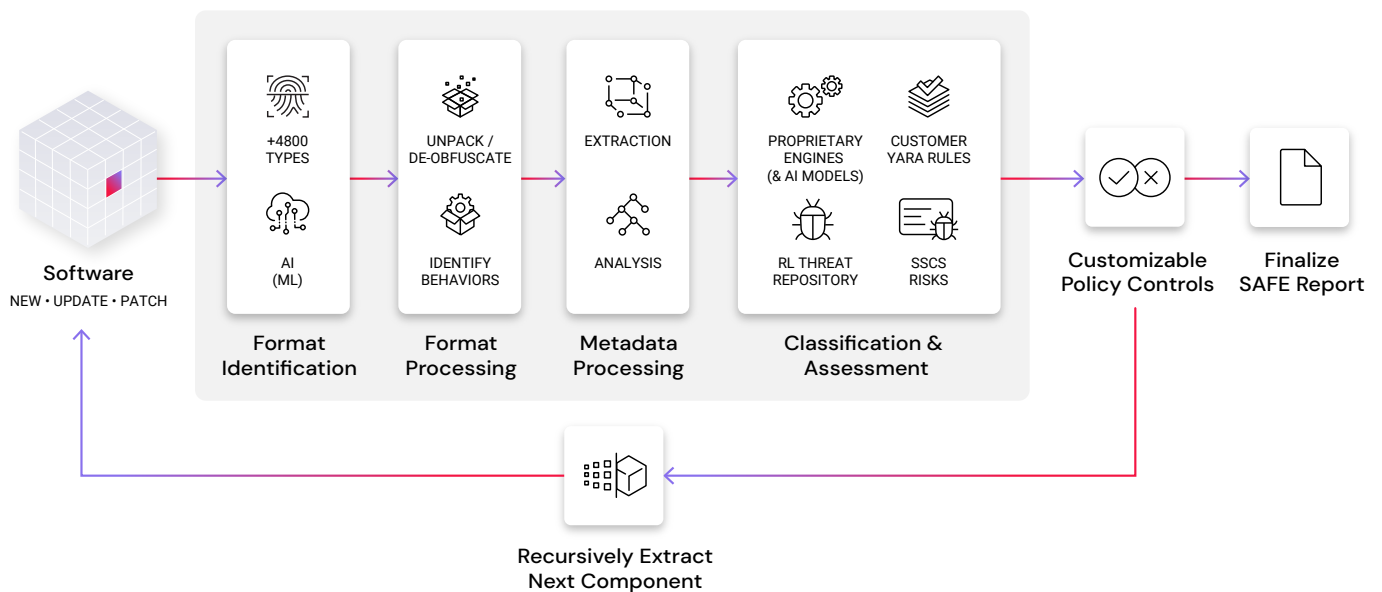 Software
NEW • UPDATE • PATCH
+4800
TYPES
AI
(ML)
Format
Identification
UNPACK /
DE-OBFUSCATE
IDENTIFY
BEHAVIORS
Format
Processing
EXTRACTION
ANALYSIS
Metadata
Processing
PROPRIETARY
ENGINES
(& AI MODELS)
CUSTOMER
YARA RULES
RL THREAT
REPOSITORY
SSCS
RISKS
Classification &
Assessment
Customizable
Policy Controls
Finalize
SAFE Report
Recursively Extract
Next Component